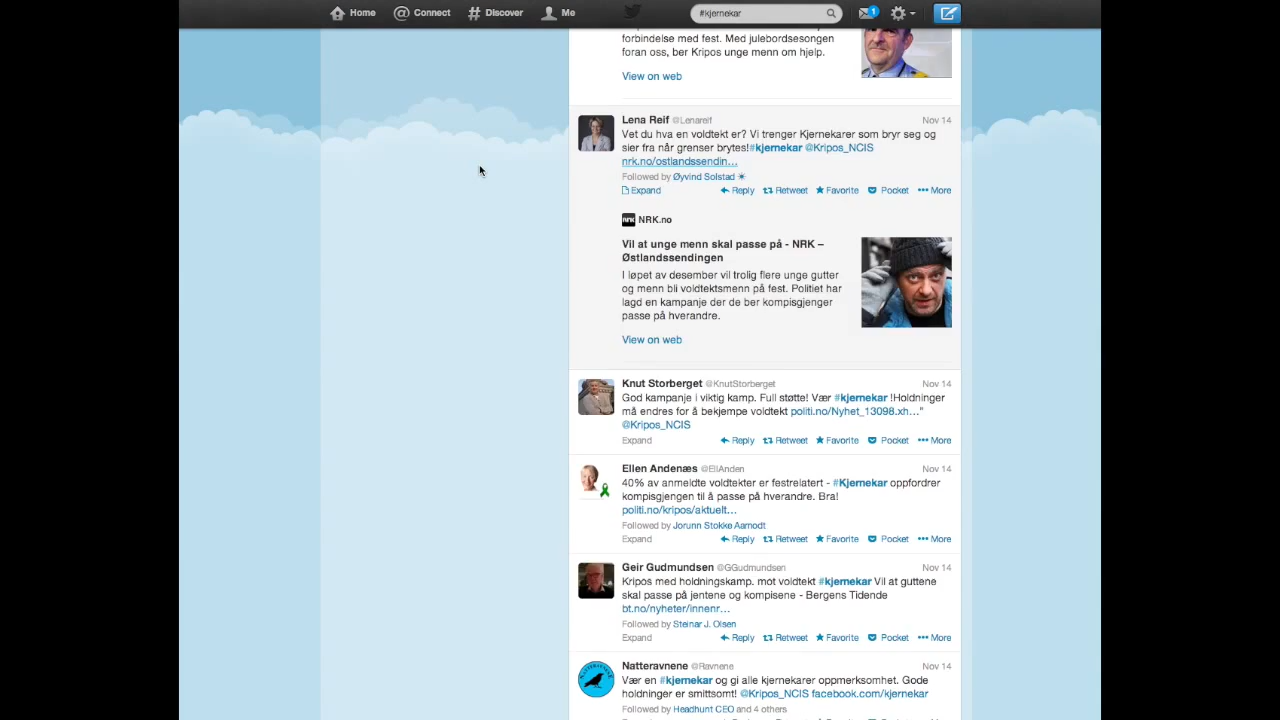 Home
Connect
Discover
Me
#kjernekar
1
forbindelse med fest. Med julebordsesongen
foran oss, ber Kripos unge menn om hjelp.
View on web
Lena Reif @Lenareif
Nov 14
Vet du hva en voldtekt er? Vi trenger Kjernekarer som bryr seg og
sier fra når grenser brytes!#kjernekar @Kripos_NCIS
nrk.no/ostlandssendin…
Followed by Øyvind Solstad ☀
Expand
Reply
Retweet
Favorite
Pocket
More
NRK NRK.no
Vil at unge menn skal passe på - NRK –
Østlandssendingen
I løpet av desember vil trolig flere unge gutter
og menn bli voldtektsmenn på fest. Politiet har
lagd en kampanje der de ber kompisgjenger
passe på hverandre.
View on web
Knut Storberget @KnutStorberget
Nov 14
God kampanje i viktig kamp. Full støtte! Vær #kjernekar !Holdninger
må endres for å bekjempe voldtekt politi.no/Nyhet_13098.xh…"
@Kripos_NCIS
Expand
Reply
Retweet
Favorite
Pocket
More
Ellen Andenæs @EllAnden
Nov 14
40% av anmeldte voldtekter er festrelatert - #Kjernekar oppfordrer
kompisgjengen til å passe på hverandre. Bra!
politi.no/kripos/aktuelt…
Followed by Jorunn Stokke Aamodt
Expand
Reply
Retweet
Favorite
Pocket
More
Geir Gudmundsen @GGudmundsen
Nov 14
Kripos med holdningskamp. mot voldtekt #kjernekar Vil at guttene
skal passe på jentene og kompisene - Bergens Tidende
bt.no/nyheter/innenr…
Followed by Steinar J. Olsen
Expand
Reply
Retweet
Favorite
Pocket
More
NATTERAVNENE
Natteravnene @Ravnene
Nov 14
Vær en #kjernekar og gi alle kjernekarer oppmerksomhet. Gode
holdninger er smittsomt! @Kripos_NCIS facebook.com/kjernekar
Followed by Headhunt CEO and 4 others